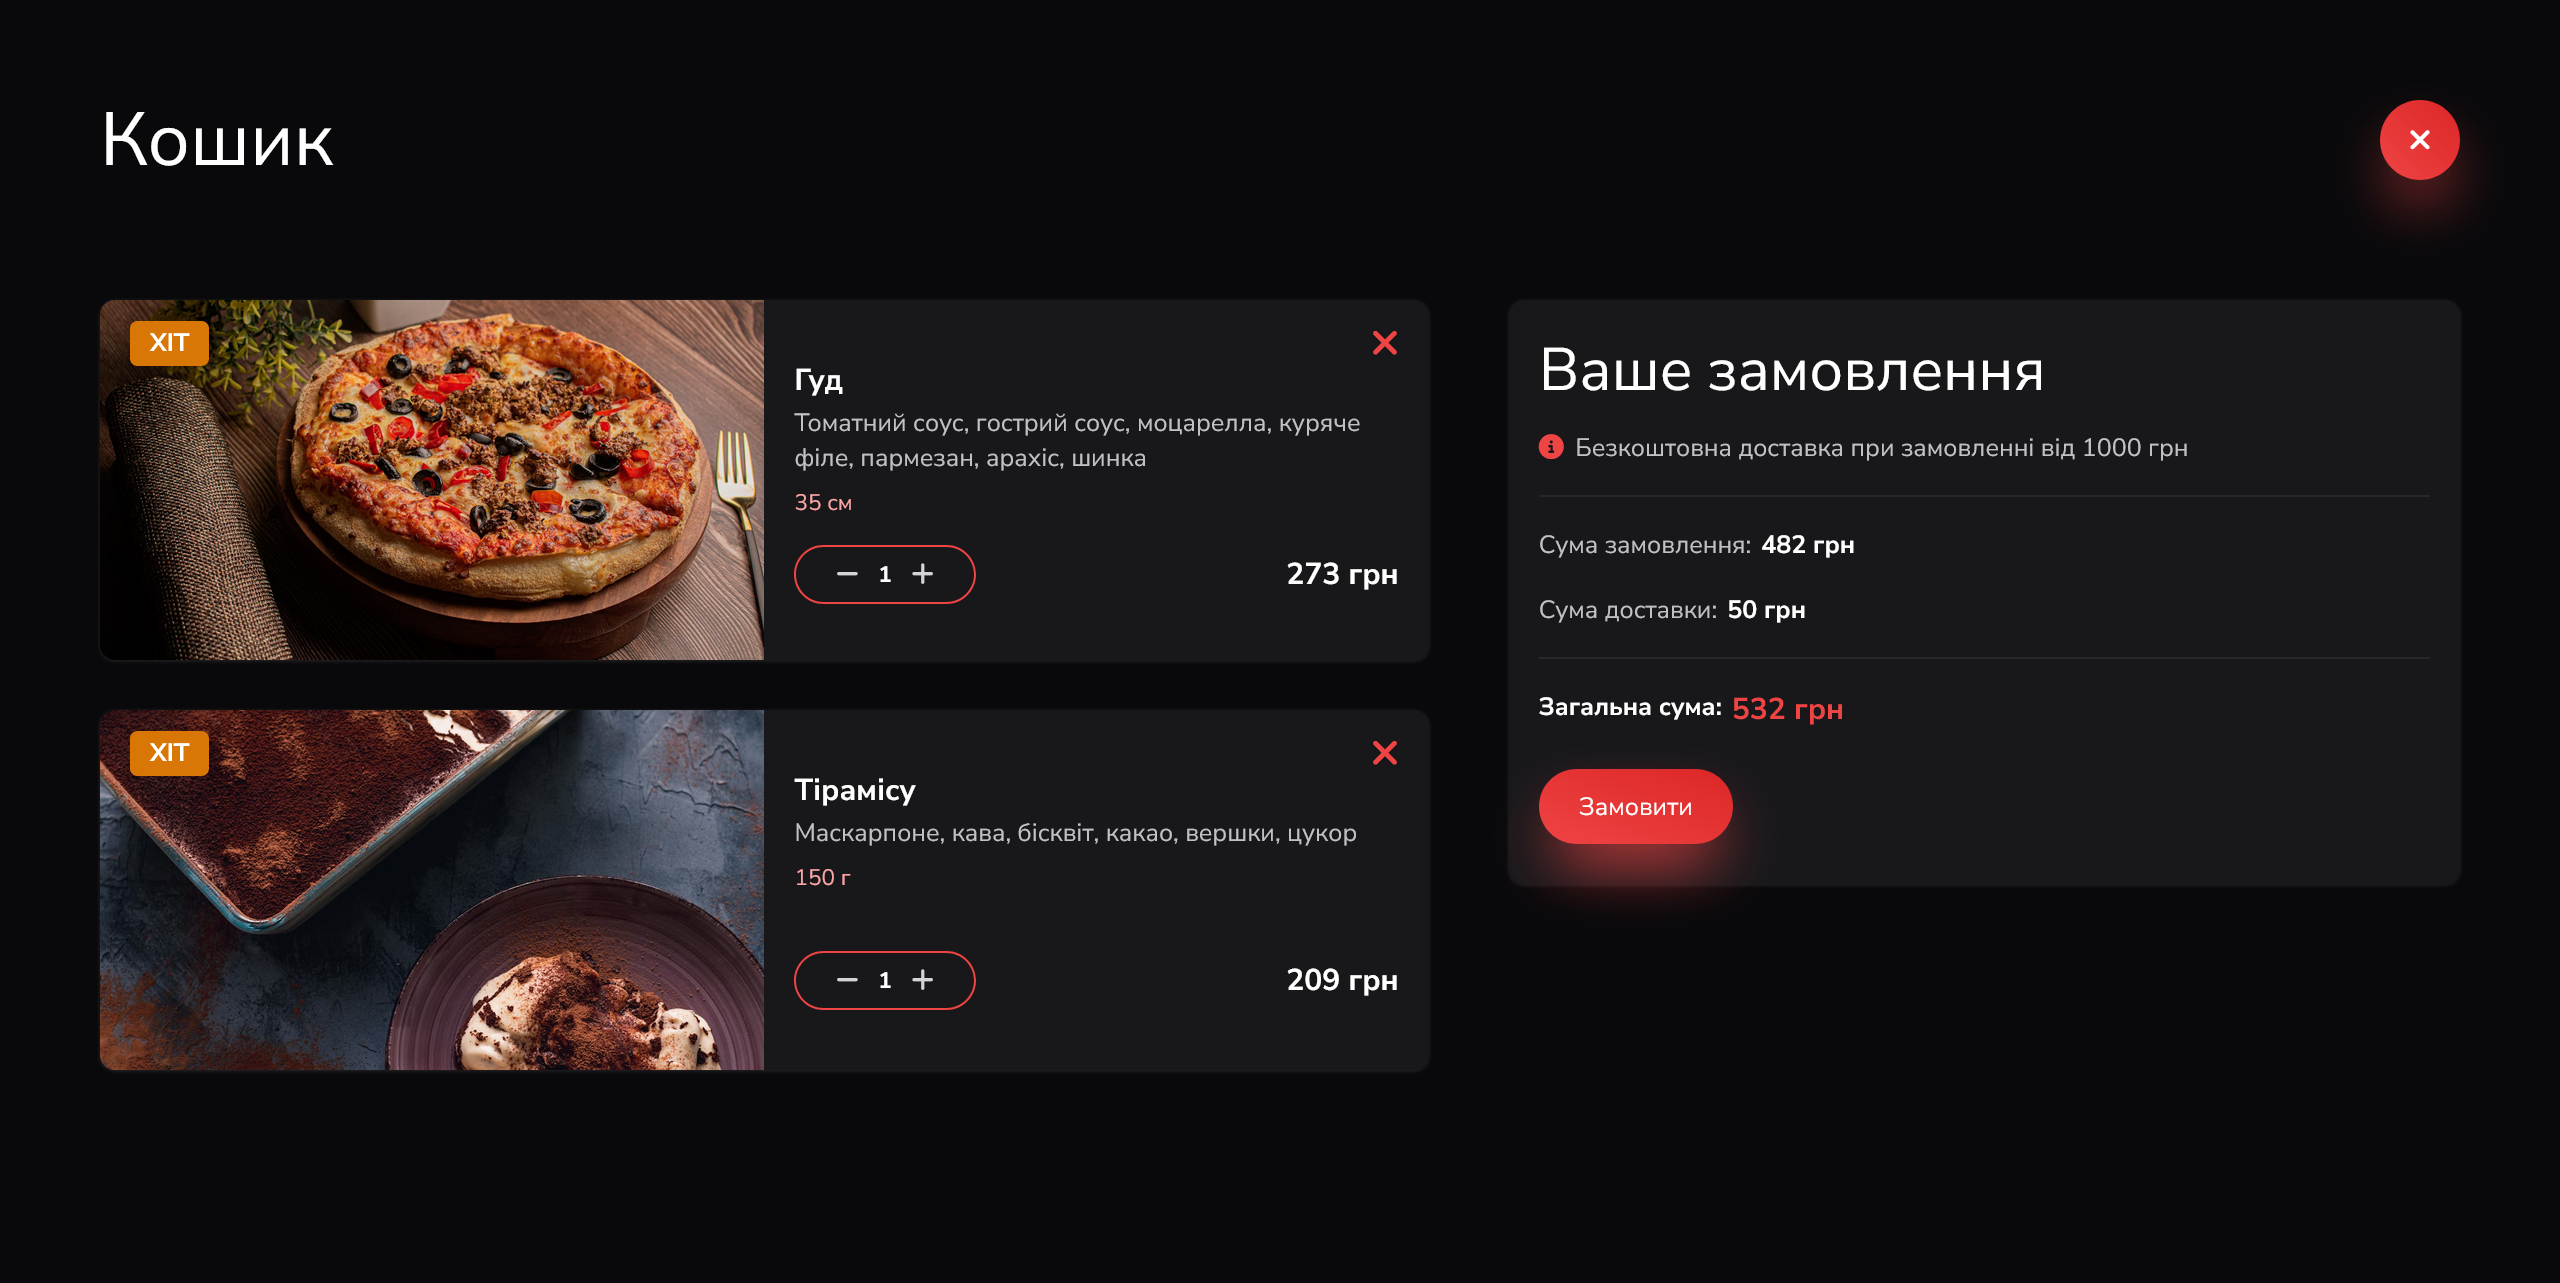 Кошик
ХІТ
Гуд
Томатний соус, гострий соус, моцарелла, куряче
філе, пармезан, арахіс, шинка
35 см
1
273 грн
ХІТ
Тірамісу
Маскарпоне, кава, бісквіт, какао, вершки, цукор
150 г
1
209 грн
Ваше замовлення
Безкоштовна доставка при замовленні від 1000 грн
Сума замовлення: 482 грн
Сума доставки: 50 грн
Загальна сума: 532 грн
Замовити